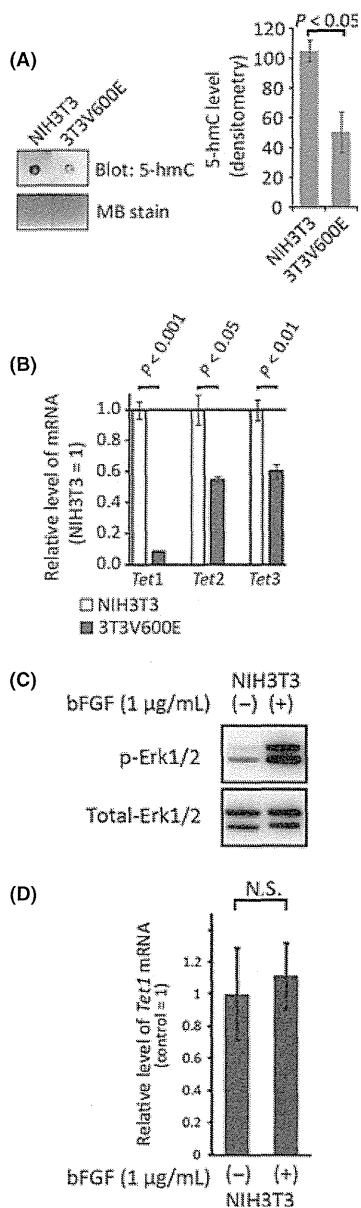 (A)
NIH3T3
3T3V600E
Blot: 5-hmC
MB stain
P < 0.05
5-hmC level
(densitometry)
120
100
80
60
40
20
0
NIH3T3
3T3V600E
(B)
P < 0.001
P < 0.05
P < 0.01
Relative level of mRNA
(NIH3T3 = 1)
1.0
0.8
0.6
0.4
0.2
0.0
Tet1
Tet2
Tet3
NIH3T3
3T3V600E
(C)
NIH3T3
bFGF (1 µg/mL) (−) (+)
p-Erk1/2
Total-Erk1/2
(D)
N.S.
Relative level of Tet1 mRNA
(control = 1)
1.2
1
0.8
0.6
0.4
0.2
0
bFGF (1 µg/mL) (−) (+)
NIH3T3